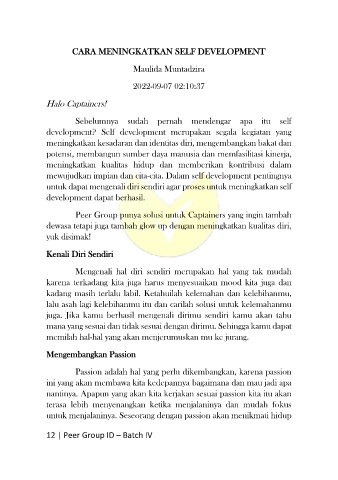 CARA MENINGKATKAN SELF DEVELOPMENT
Maulida Muntadzira
2022-09-07 02:10:37
Halo Captainers!
Sebelumnya sudah pernah mendengar apa itu self
development? Self development merupakan segala kegiatan yang
meningkatkan kesadaran dan identitas diri, mengembangkan bakat dan
potensi, membangun sumber daya manusia dan memfasilitasi kinerja,
meningkatkan kualitas hidup dan memberikan kontribusi dalam
mewujudkan impian dan cita-cita. Dalam self development pentingnya
untuk dapat mengenali diri sendiri agar proses untuk meningkatkan self
development dapat berhasil.
Peer Group punya solusi untuk Captainers yang ingin tambah
dewasa tetapi juga tambah glow up dengan meningkatkan kualitas diri,
yuk disimak!
Kenali Diri Sendiri
Mengenali hal diri sendiri merupakan hal yang tak mudah
karena terkadang kita juga harus menyesuaikan mood kita juga dan
kadang masih terlalu labil. Ketahuilah kelemahan dan kelebihanmu,
lalu asah lagi kelebihanmu itu dan carilah solusi untuk kelemahanmu
juga. Jika kamu berhasil mengenali dirimu sendiri kamu akan tahu
mana yang sesuai dan tidak sesuai dengan dirimu. Sehingga kamu dapat
memilah hal-hal yang akan menjerumuskan mu ke jurang.
Mengembangkan Passion
Passion adalah hal yang perlu dikembangkan, karena passion
ini yang akan membawa kita kedepannya bagaimana dan mau jadi apa
nantinya. Apapun yang akan kita kerjakan sesuai passion kita itu akan
terasa lebih menyenangkan ketika menjalaninya dan mudah fokus
untuk menjalaninya. Seseorang dengan passion akan menikmati hidup
12 | Peer Group ID – Batch IV